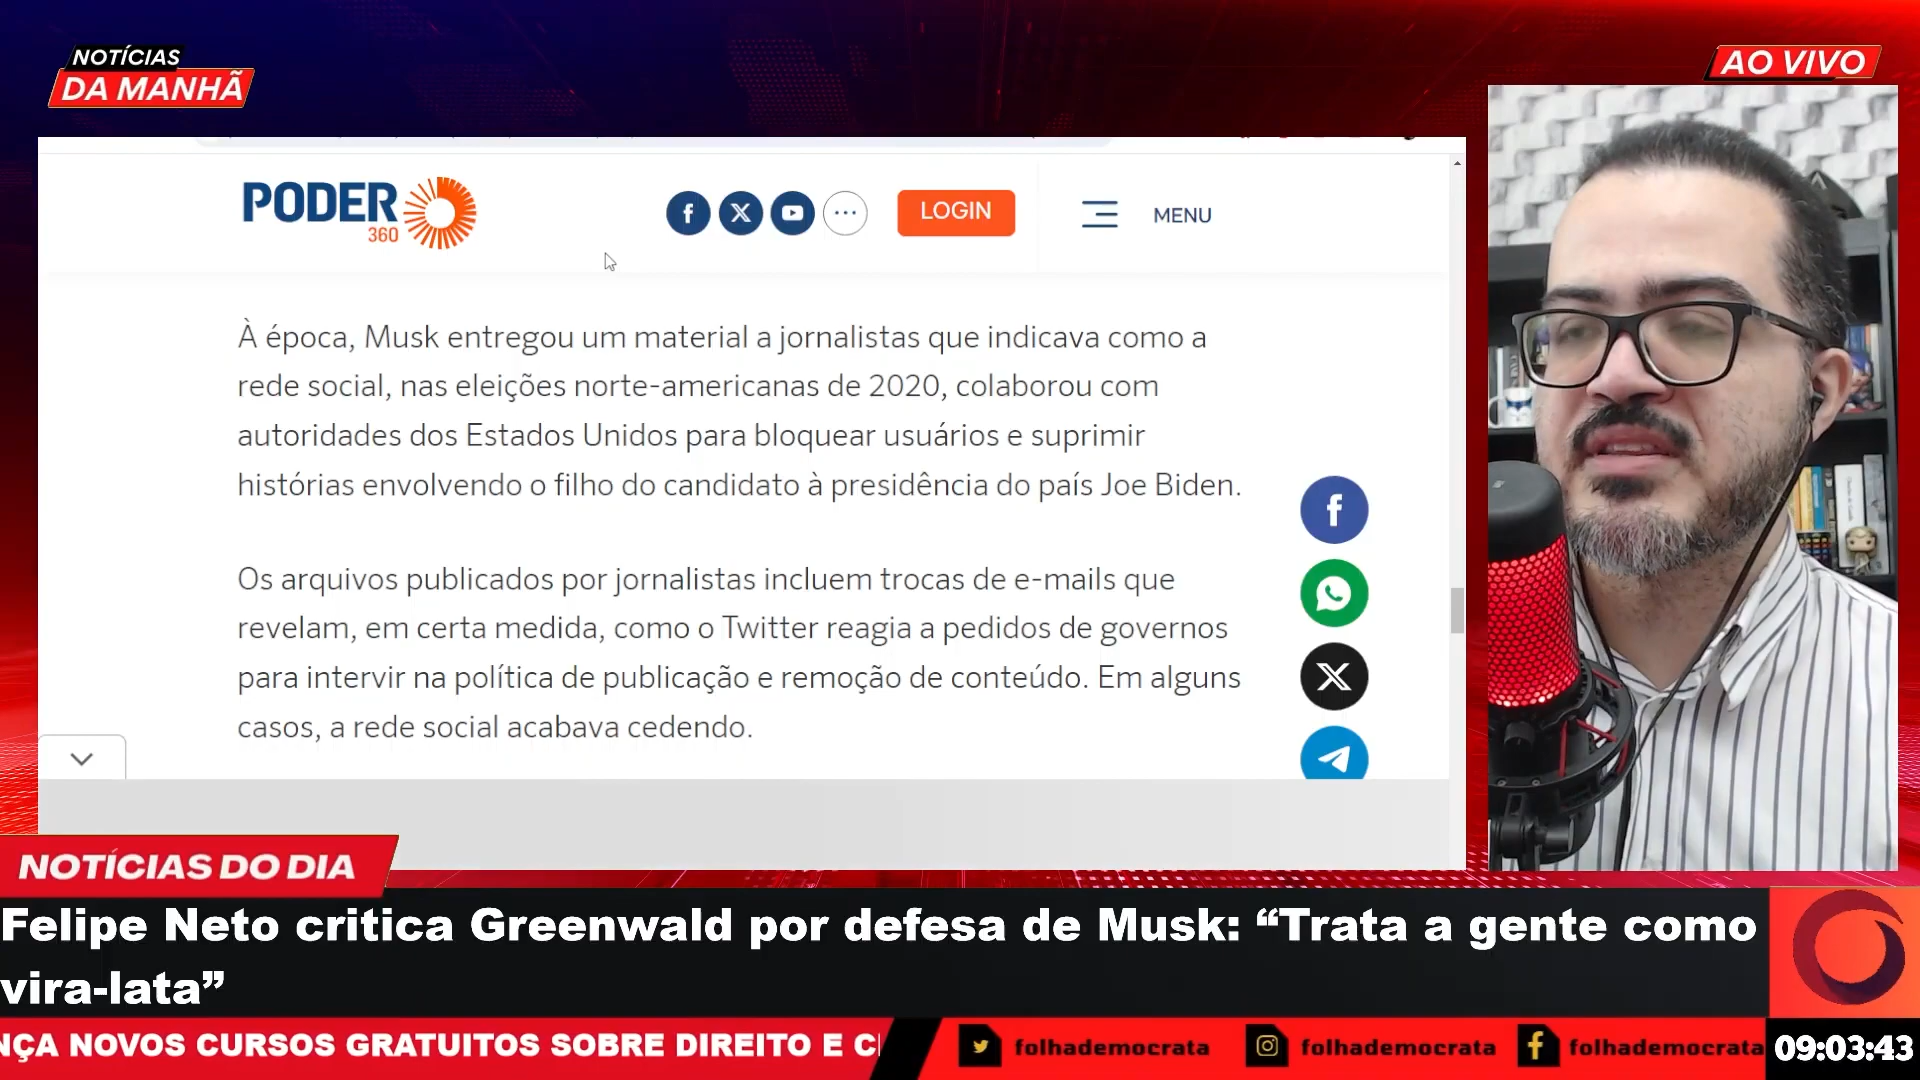 NOTÍCIAS
DA MANHÃ
AO VIVO
PODER
360
LOGIN
MENU
À época, Musk entregou um material a jornalistas que indicava como a
rede social, nas eleições norte-americanas de 2020, colaborou com
autoridades dos Estados Unidos para bloquear usuários e suprimir
histórias envolvendo o filho do candidato à presidência do país Joe Biden.
Os arquivos publicados por jornalistas incluem trocas de e-mails que
revelam, em certa medida, como o Twitter reagia a pedidos de governos
para intervir na política de publicação e remoção de conteúdo. Em alguns
casos, a rede social acabava cedendo.
NOTÍCIAS DO DIA
Felipe Neto critica Greenwald por defesa de Musk: “Trata a gente como
vira-lata”
NÇA NOVOS CURSOS GRATUITOS SOBRE DIREITO E
folhademocrata
folhademocrata
folhademocrata
09:03:43